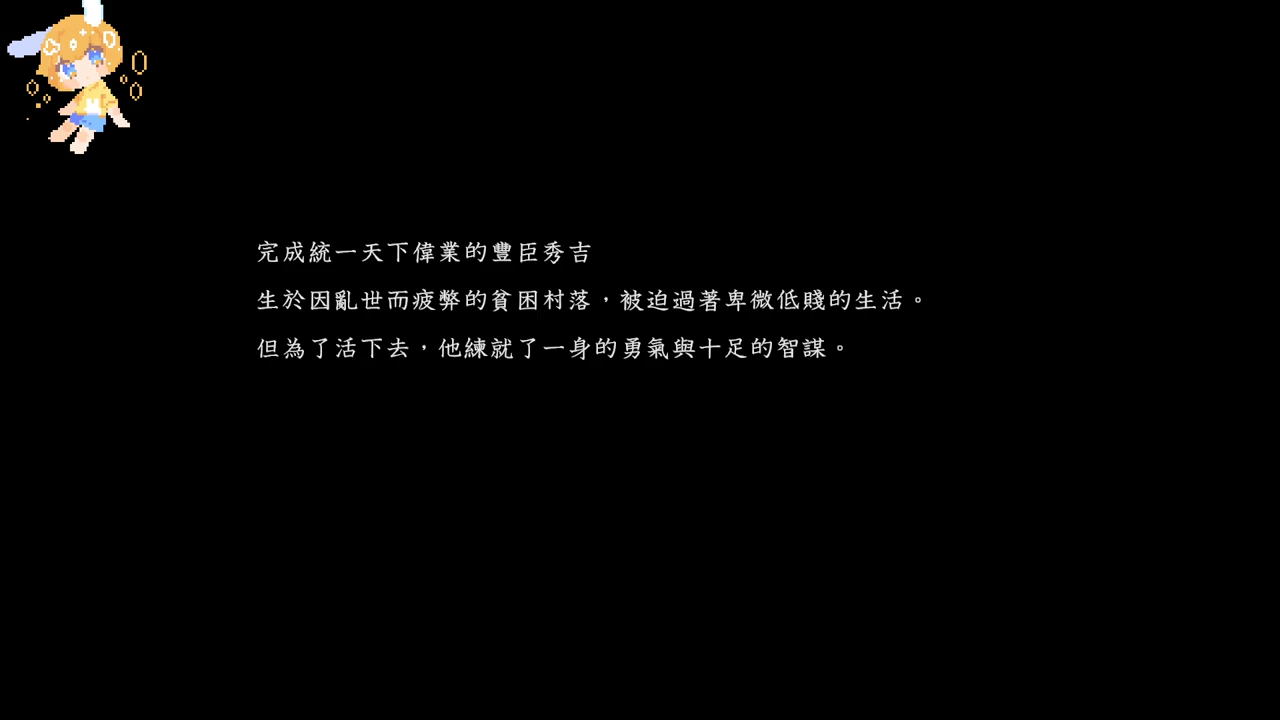 完成統一天下偉業的豐臣秀吉
生於因亂世而疲弊的貧困村落，被迫過著卑微低賤的生活。
但為了活下去，他練就了一身的勇氣與十足的智謀。